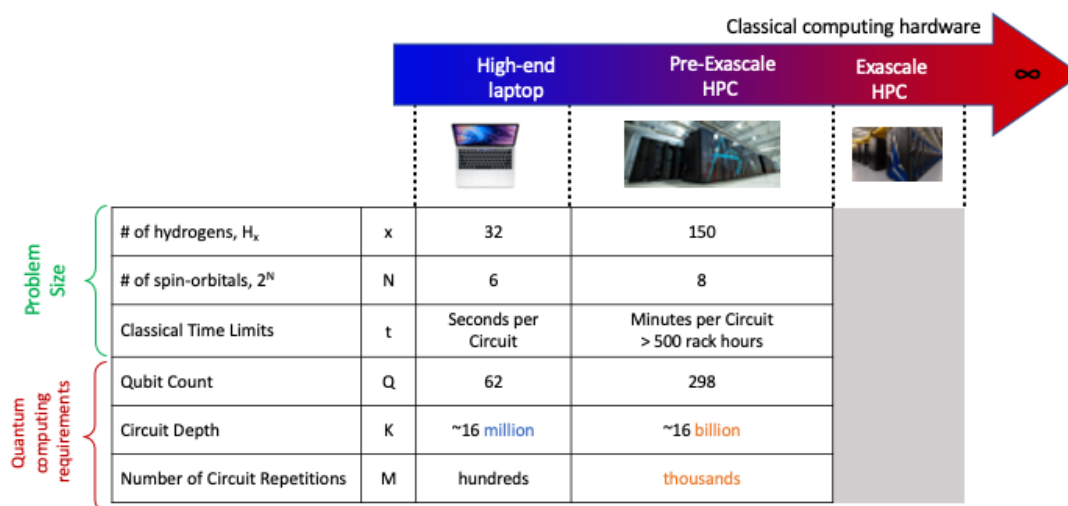 Classical computing hardware
High-end
laptop
Pre-Exascale
HPC
Exascale
HPC
∞
Problem
Size
# of hydrogens, Hₓ x 32 150
# of spin-orbitals, 2ᴺ N 6 8
Classical Time Limits t Seconds per
Circuit Minutes per Circuit
> 500 rack hours
Quantum
computing
requirements
Qubit Count Q 62 298
Circuit Depth K ~16 million ~16 billion
Number of Circuit Repetitions M hundreds thousands